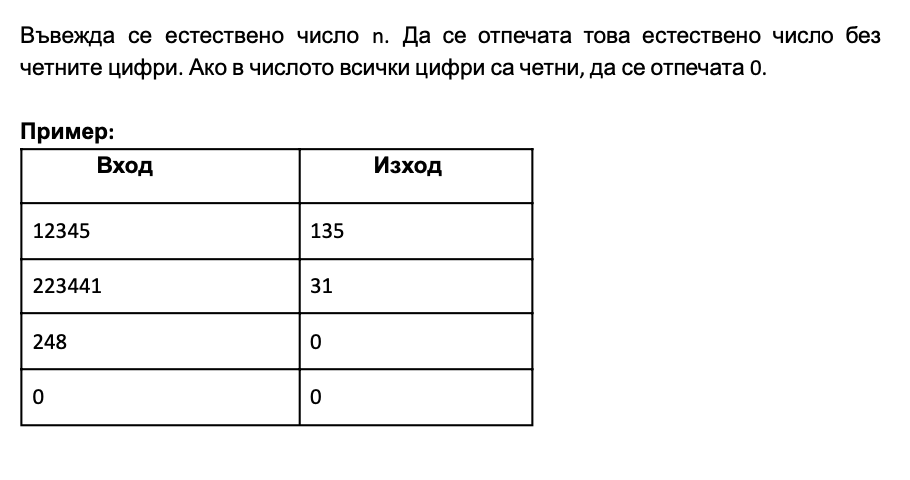 Въвежда се естествено число n. Да се отпечата това естествено число без
четните цифри. Ако в числото всички цифри са четни, да се отпечата 0.
Пример:
Вход Изход
12345 135
223441 31
248 0
0 0